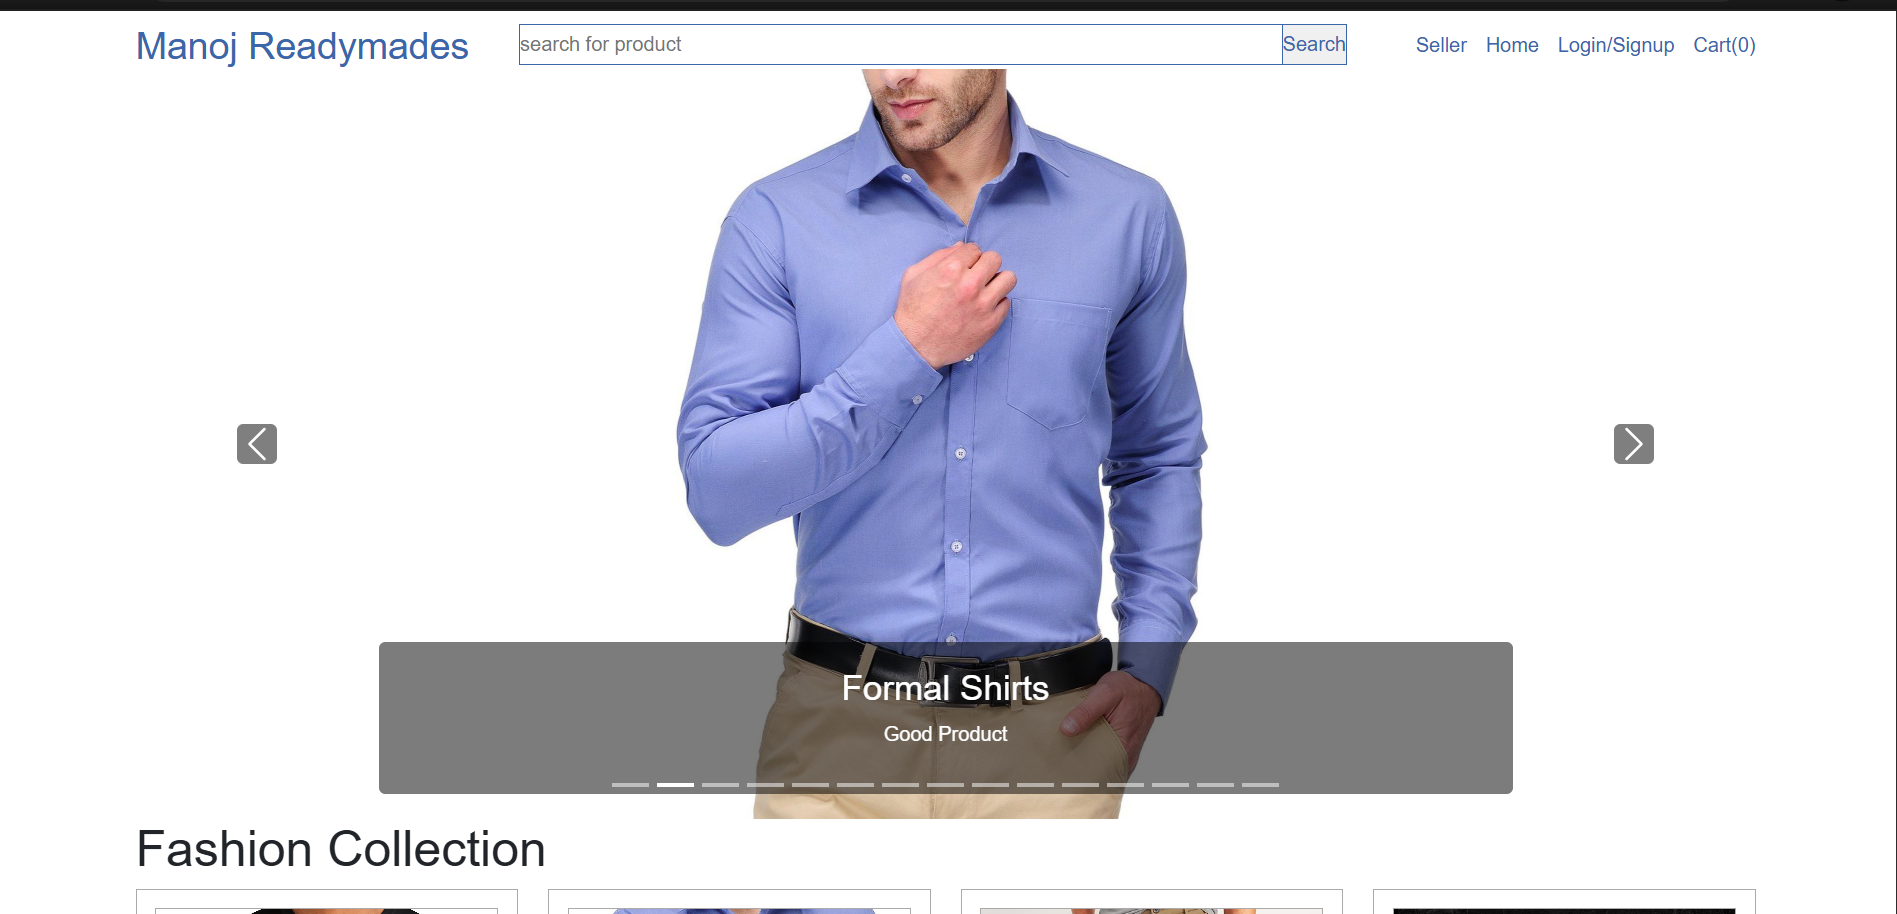 Manoj Readymades
search for product
Search
Seller
Home
Login/Signup
Cart(0)
Formal Shirts
Good Product
Fashion Collection